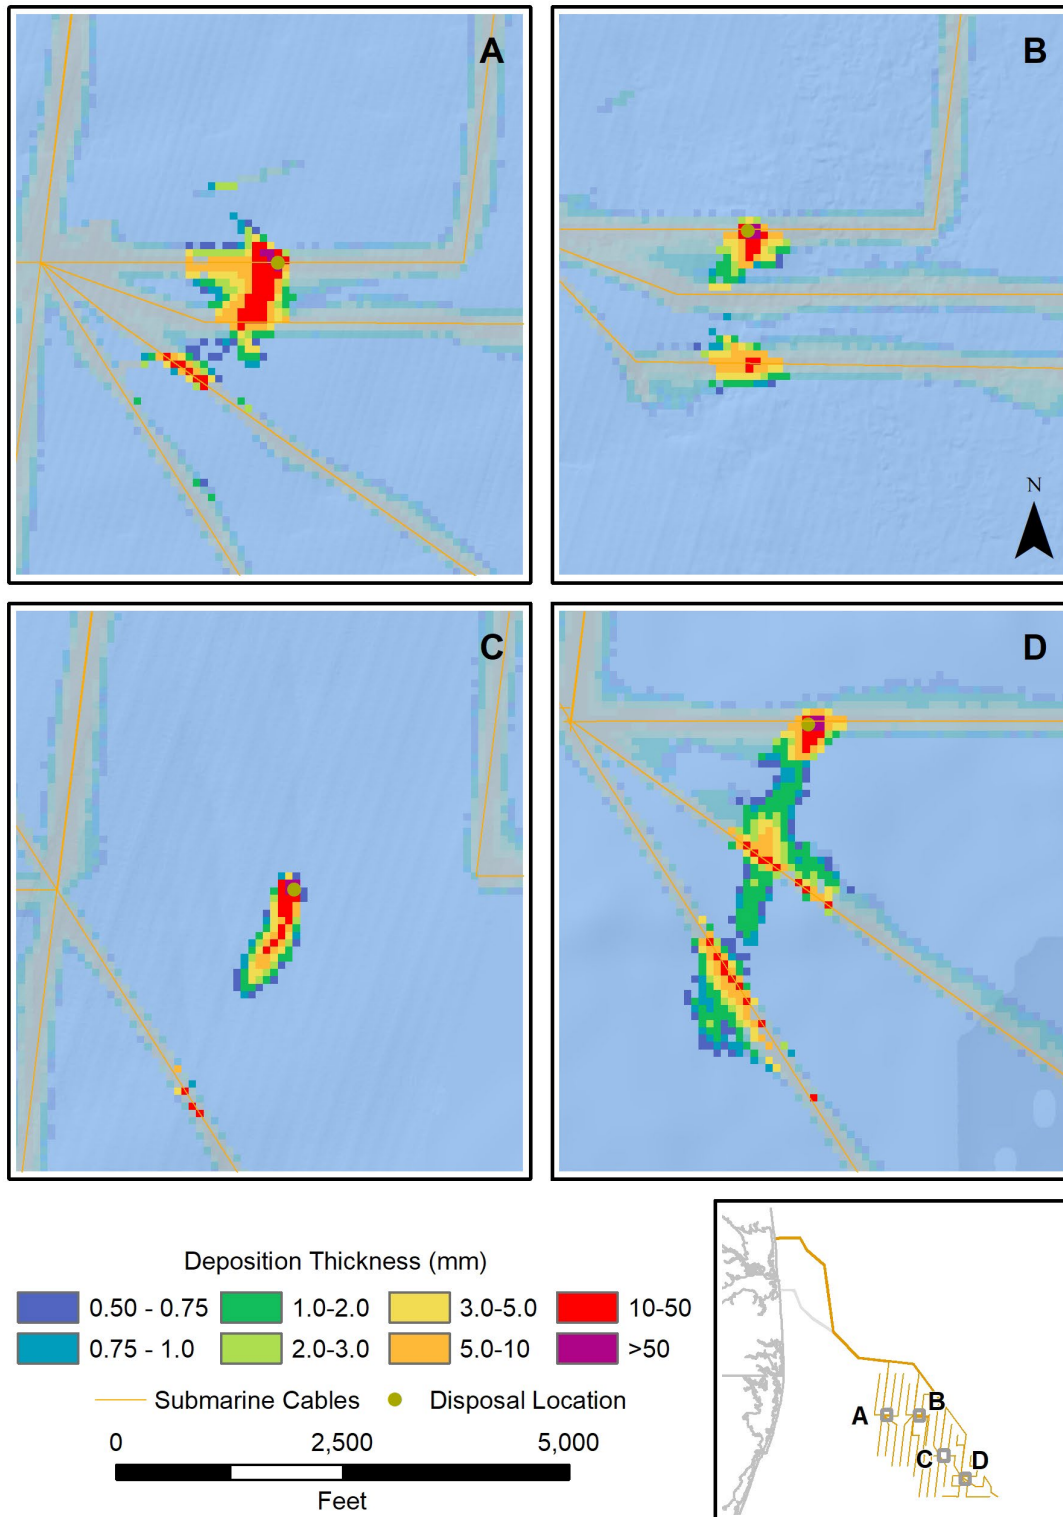 A
B
N
C
D
Deposition Thickness (mm)
0.50 - 0.75
1.0-2.0
3.0-5.0
10-50
0.75 - 1.0
2.0-3.0
5.0-10
>50
Submarine Cables
Disposal Location
0 2,500 5,000
Feet
A
B
C
D